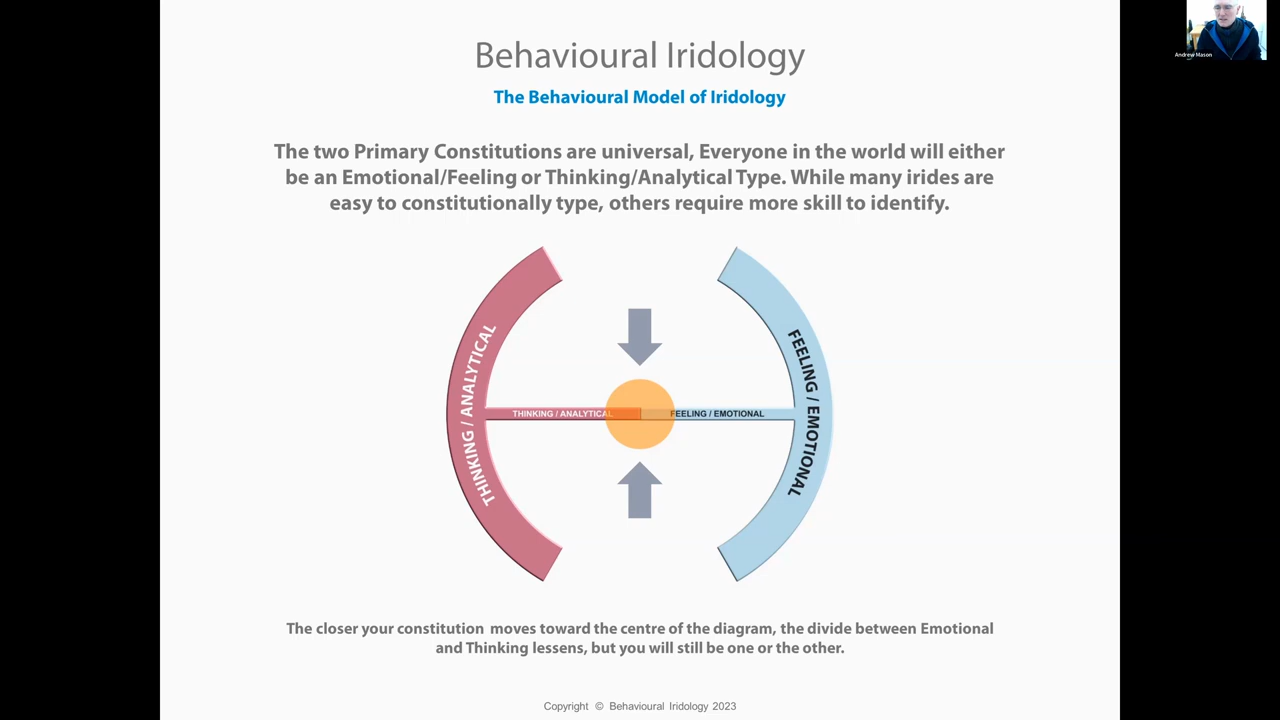 Behavioural Iridology
The Behavioural Model of Iridology
The two Primary Constitutions are universal, Everyone in the world will either
be an Emotional/Feeling or Thinking/Analytical Type. While many irides are
easy to constitutionally type, others require more skill to identify.
THINKING / ANALYTICAL
THINKING / ANALYTICAL
FEELING / EMOTIONAL
FEELING / EMOTIONAL
The closer your constitution moves toward the centre of the diagram, the divide between Emotional
and Thinking lessens, but you will still be one or the other.
Copyright © Behavioural Iridology 2023
Andrew Mason